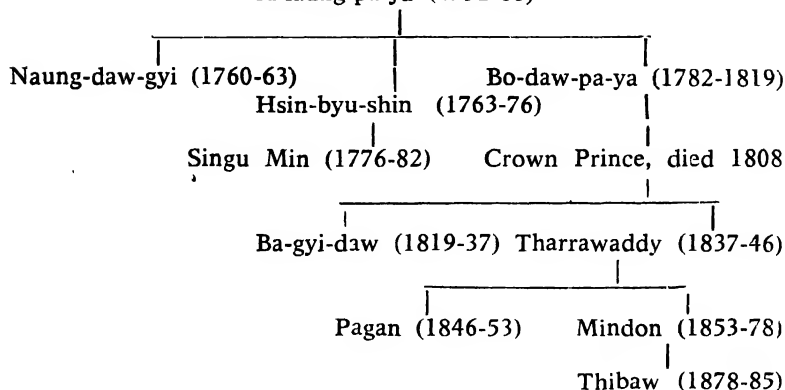 Naung-daw-gyi (1760-63) Bo-daw-pa-ya (1782-1819)
Hsin-byu-shin (1763-76)
Singu Min (1776-82) Crown Prince, died 1808
Ba-gyi-daw (1819-37) Tharrawaddy (1837-46)
Pagan (1846-53) Mindon (1853-78)
Thibaw (1878-85)